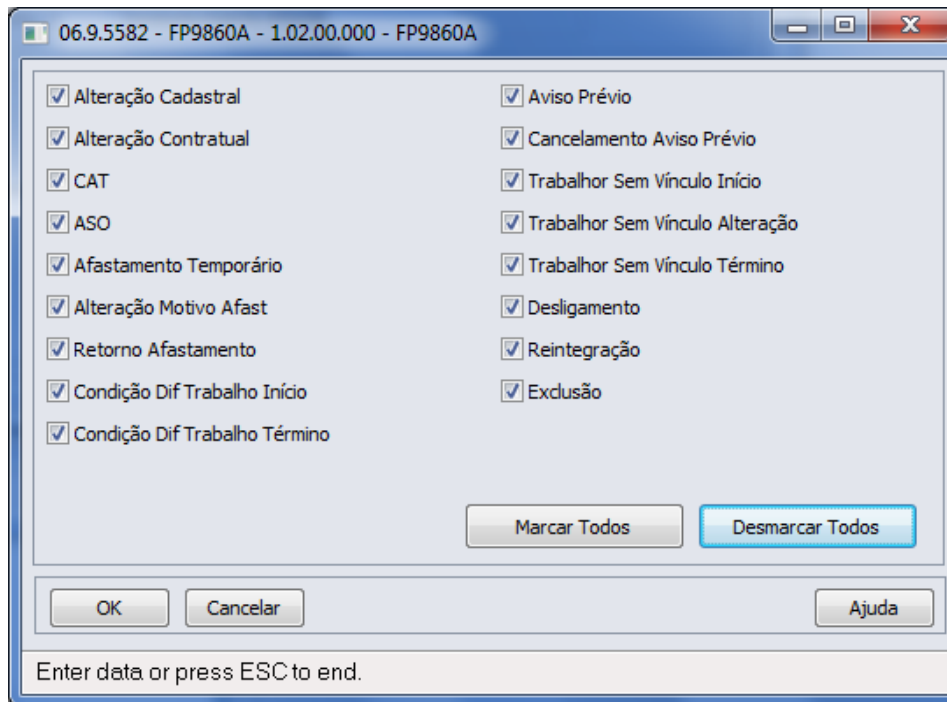 06.9.5582 - FP9860A - 1.02.00.000 - FP9860A
Alteração Cadastral
Alteração Contratual
CAT
ASO
Afastamento Temporário
Alteração Motivo Afast
Retorno Afastamento
Condição Dif Trabalho Início
Condição Dif Trabalho Término
Aviso Prévio
Cancelamento Aviso Prévio
Trabalhor Sem Vínculo Início
Trabalhor Sem Vínculo Alteração
Trabalhor Sem Vínculo Término
Desligamento
Reintegração
Exclusão
Marcar Todos
Desmarcar Todos
OK
Cancelar
Ajuda
Enter data or press ESC to end.